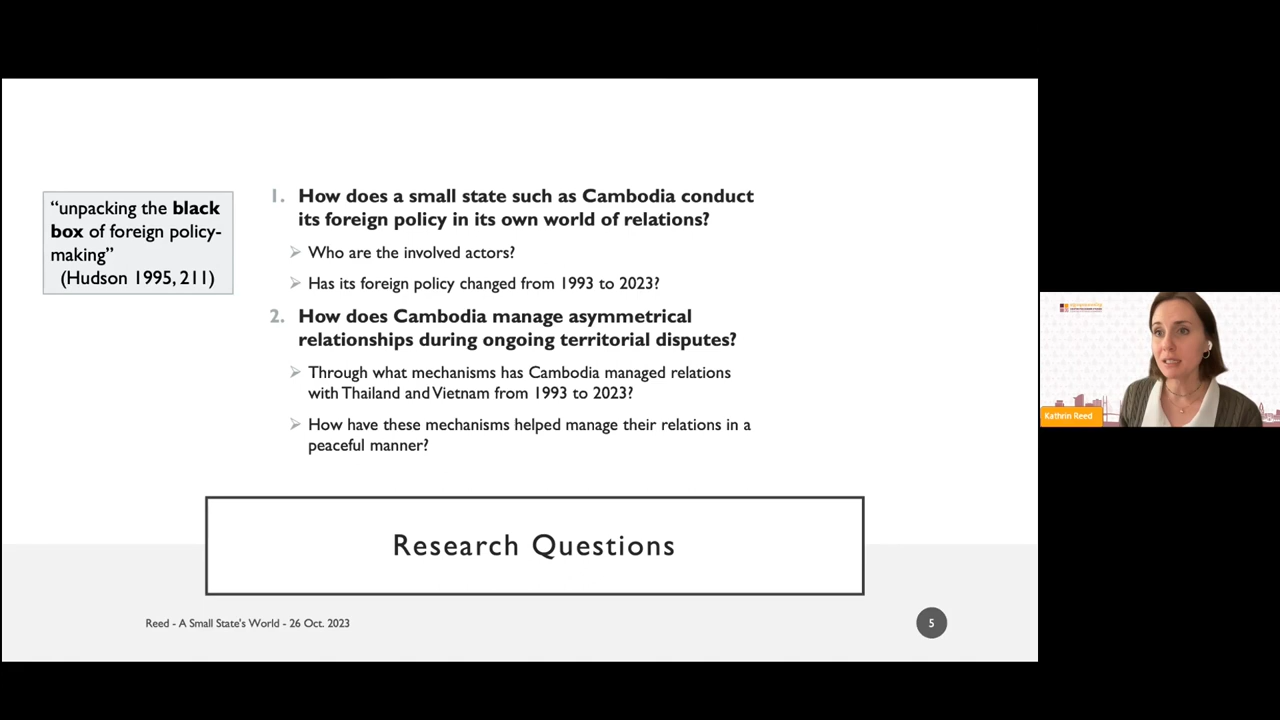 “unpacking the black
box of foreign policy-
making”
(Hudson 1995, 211)
1. How does a small state such as Cambodia conduct
its foreign policy in its own world of relations?
Who are the involved actors?
Has its foreign policy changed from 1993 to 2023?
2. How does Cambodia manage asymmetrical
relationships during ongoing territorial disputes?
Through what mechanisms has Cambodia managed relations
with Thailand and Vietnam from 1993 to 2023?
How have these mechanisms helped manage their relations in a
peaceful manner?
Research Questions
Reed - A Small State's World - 26 Oct. 2023
5
Kathrin Reed